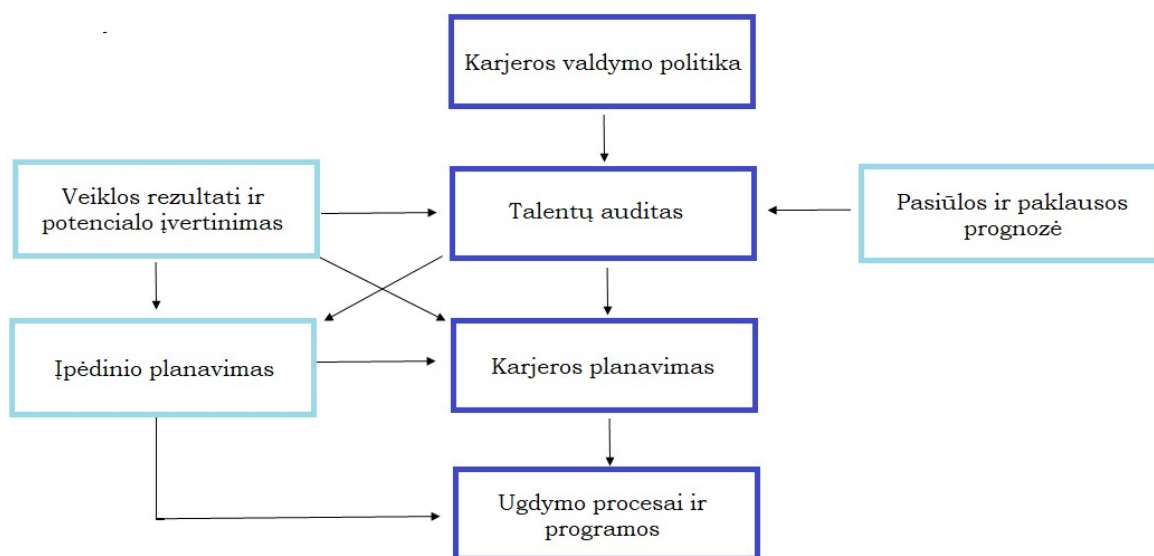 Karjeros valdymo politika
Veiklos rezultati ir
potencialo įvertinimas
Talentų auditas
Pasiūlos ir paklausos
prognozė
Įpėdinio planavimas
Karjeros planavimas
Ugdymo procesai ir
programos